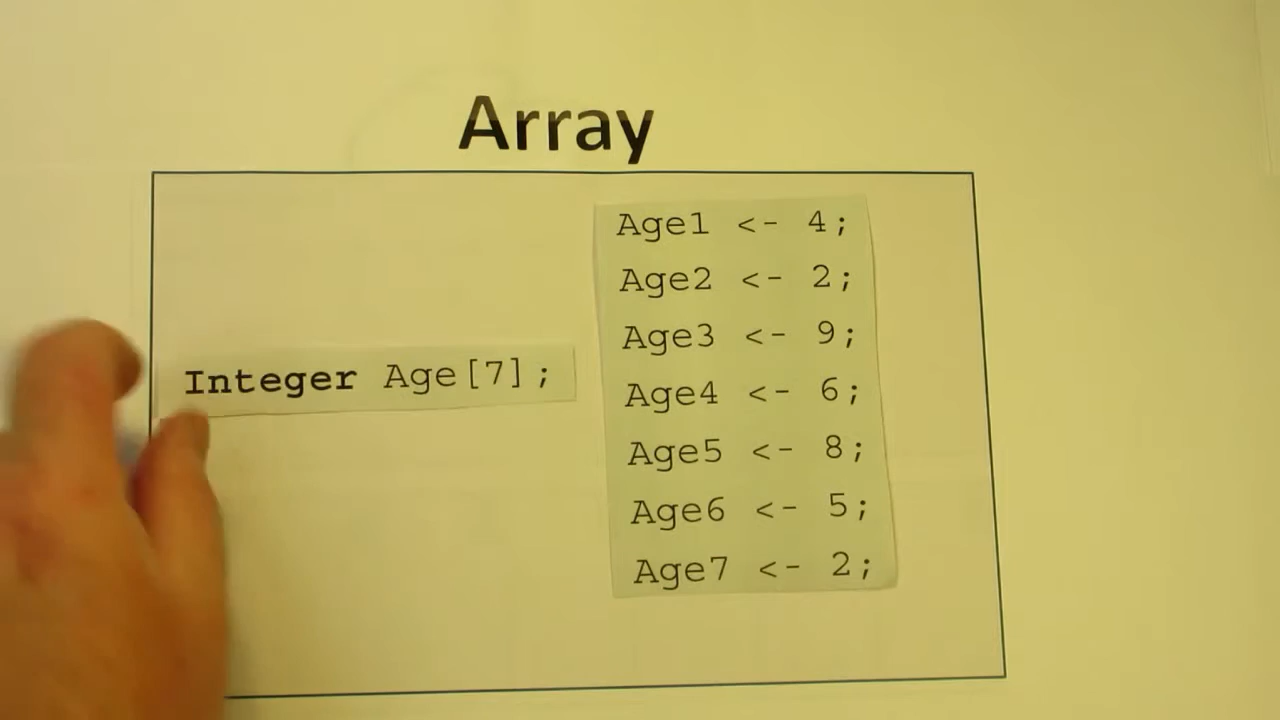 Array
Integer Age[7];
Age1 <- 4;
Age2 <- 2;
Age3 <- 9;
Age4 <- 6;
Age5 <- 8;
Age6 <- 5;
Age7 <- 2;